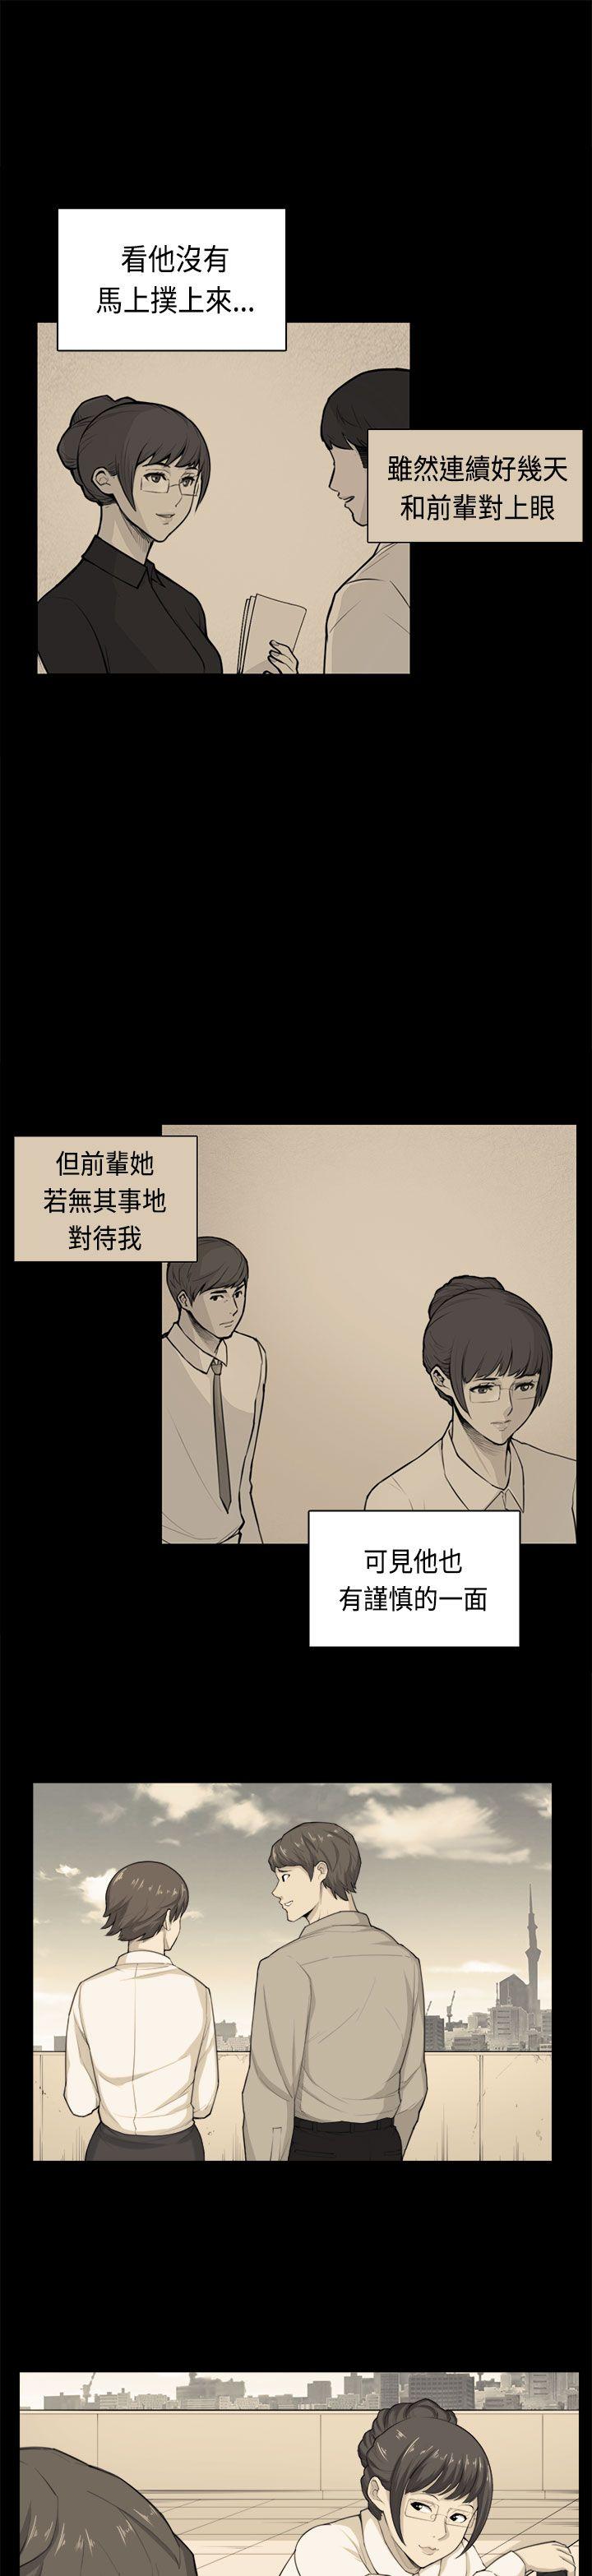 看他沒有
馬上撲上來...
雖然連續好幾天
和前輩對上眼
但前輩她
若無其事地
對待我
可見他也
有謹慎的一面